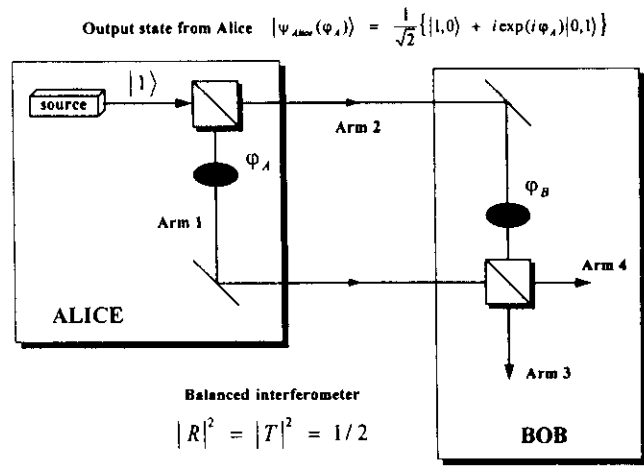 Output state from Alice |ψ_Alice(φ_A)⟩ = 1/√2 {|1,0⟩ + i exp(iφ_A)|0,1⟩}
|1⟩
source
Arm 2
φ_A
φ_B
Arm 1
Arm 4
ALICE
Arm 3
Balanced interferometer
|R|² = |T|² = 1/2
BOB